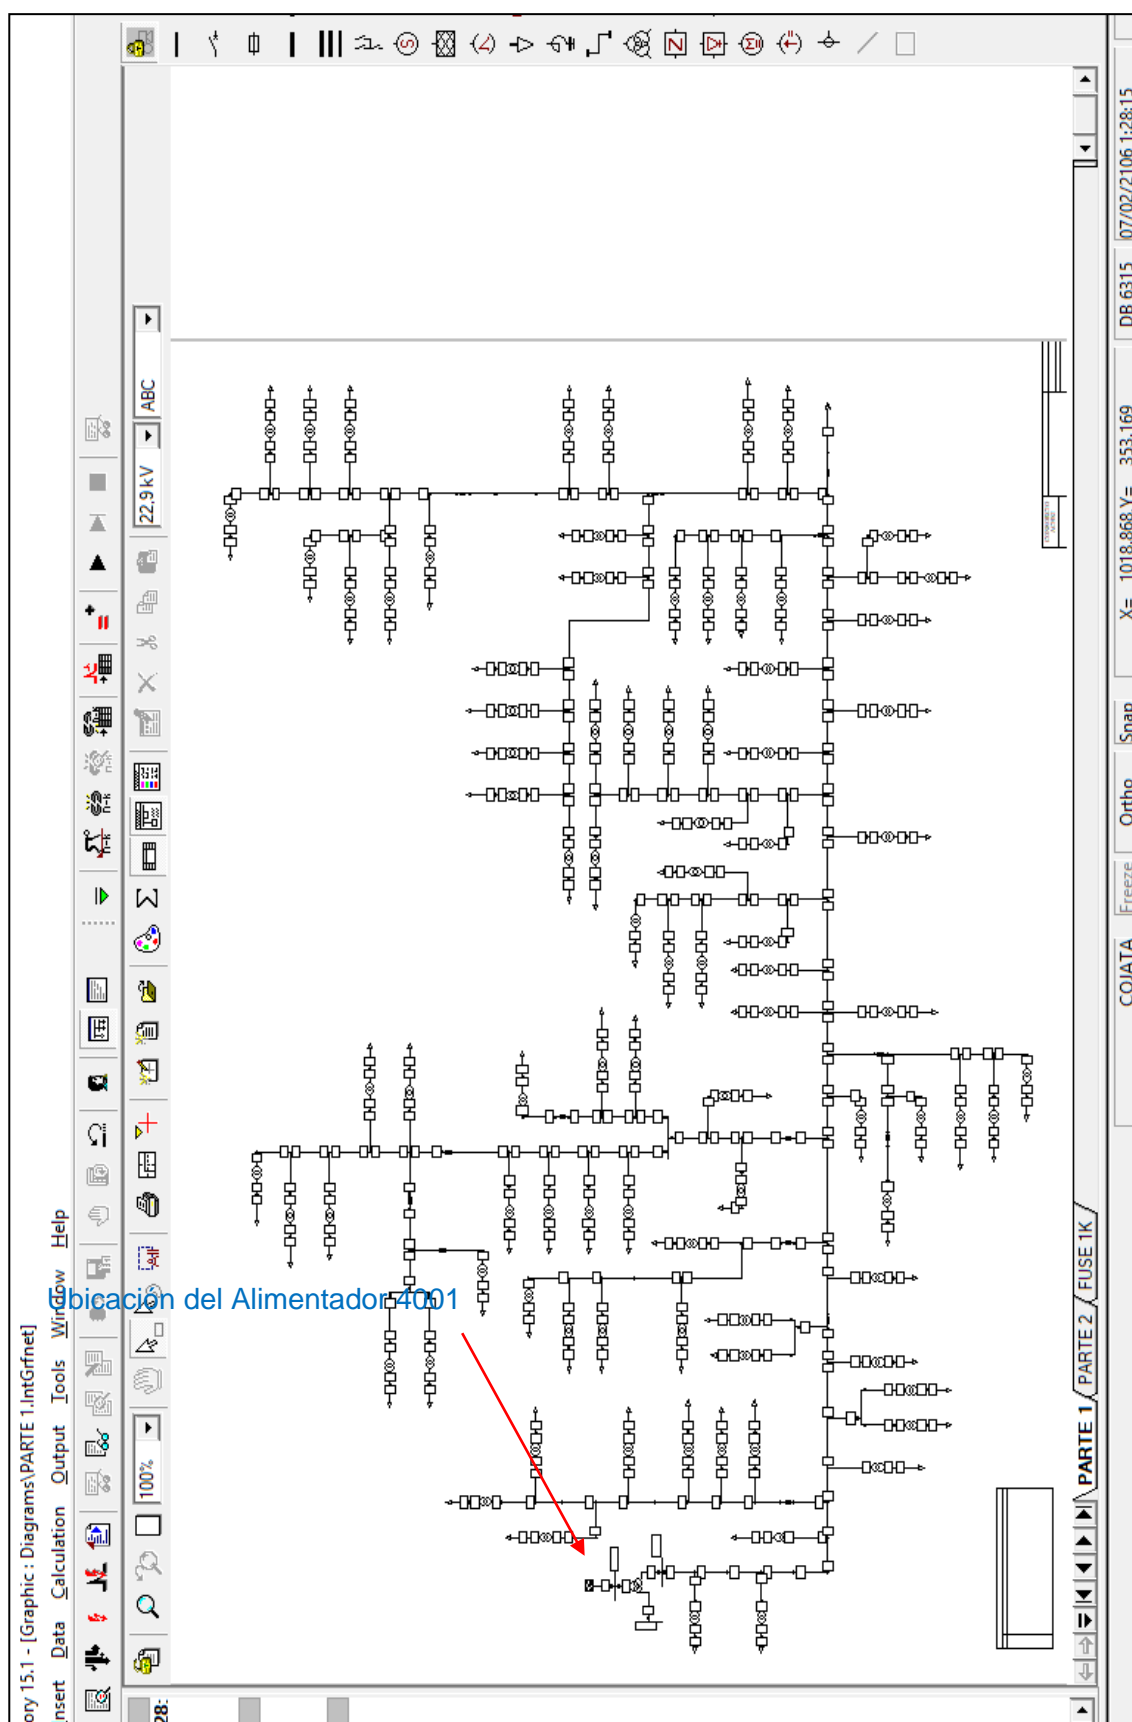 ory 15.1 - [Graphic : Diagrams\PARTE 1.IntGrfnet]
nsert Data Calculation Output Tools Window Help
100%
22,9 kV
ABC
28:
Ubicación del Alimentador 4001
PARTE 1
PARTE 2
FUSE 1K
COJATA
Freeze
Ortho
Snap
X= 1018,868 Y= 353,169
DB 6315
07/02/2106 1:28:15